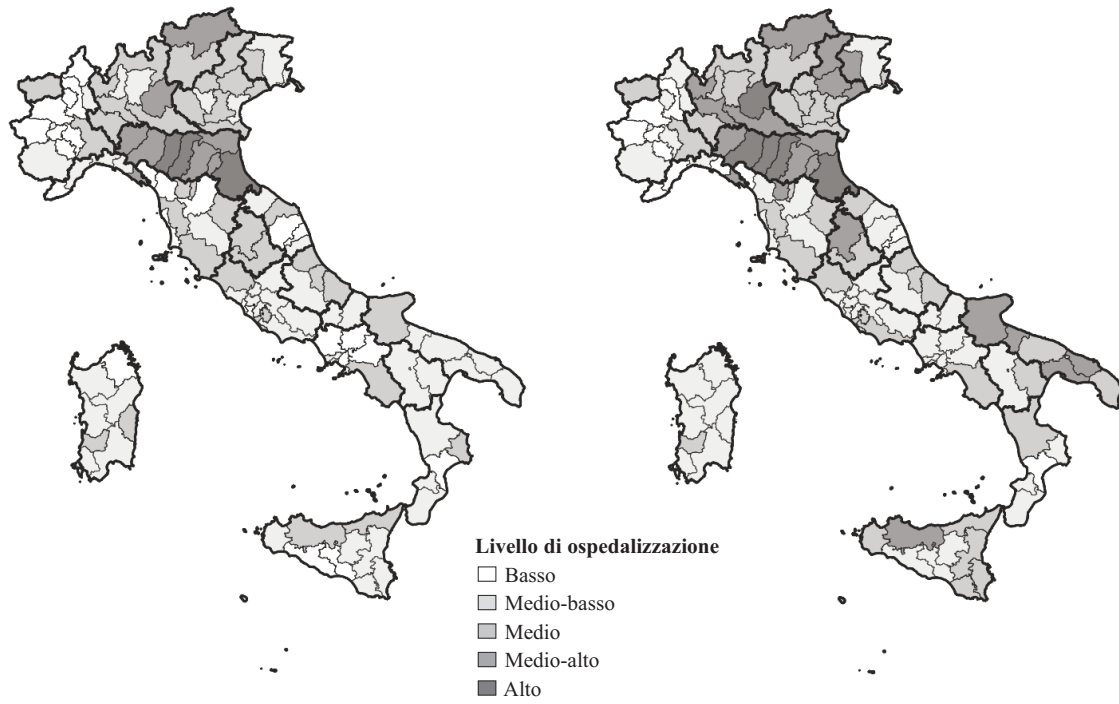 Livello di ospedalizzazione
Basso
Medio-basso
Medio
Medio-alto
Alto